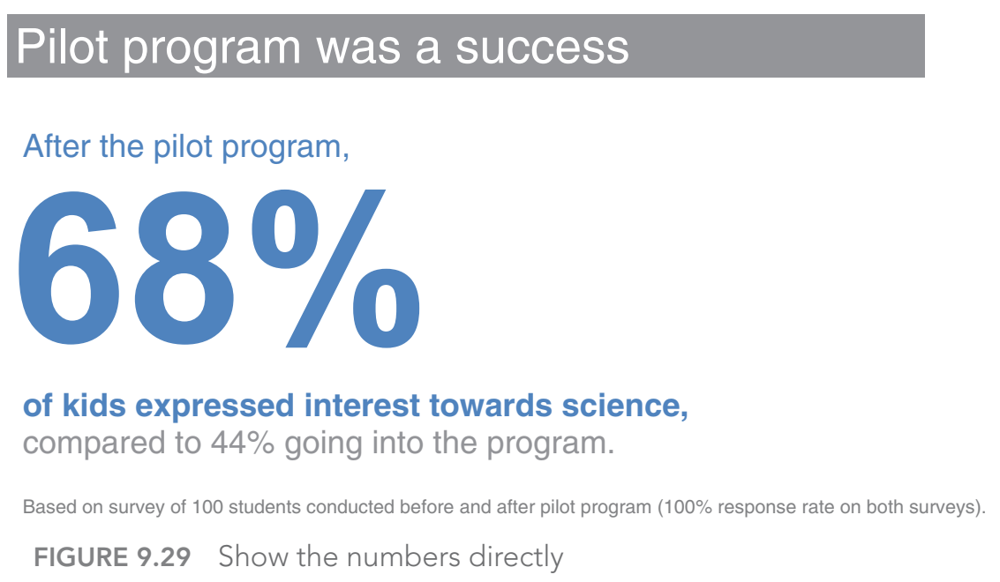 Pilot program was a success
After the pilot program,
68%
of kids expressed interest towards science,
compared to 44% going into the program.
Based on survey of 100 students conducted before and after pilot program (100% response rate on both surveys).
FIGURE 9.29 Show the numbers directly